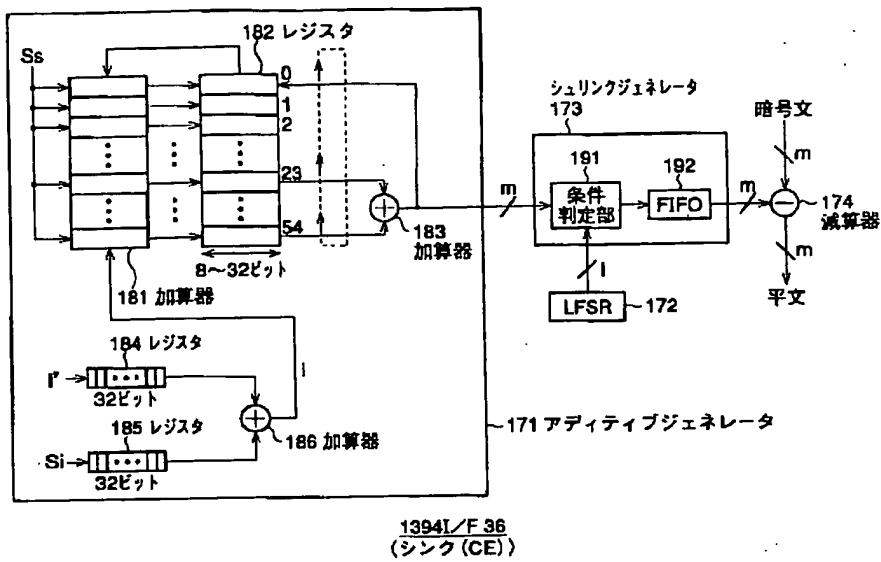 Ss
182 レジスタ
0
1
2
23
54
183
加算器
8〜32ビット
181 加算器
184 レジスタ
I'
32ビット
185 レジスタ
Si
32ビット
186 加算器
171 アディティブジェネレータ
m
シュリンクジェネレータ
173
191
条件
判定部
192
FIFO
m
LFSR
172
暗号文
m
174
減算器
m
平文
1394I/F 36
(シンク(CE))